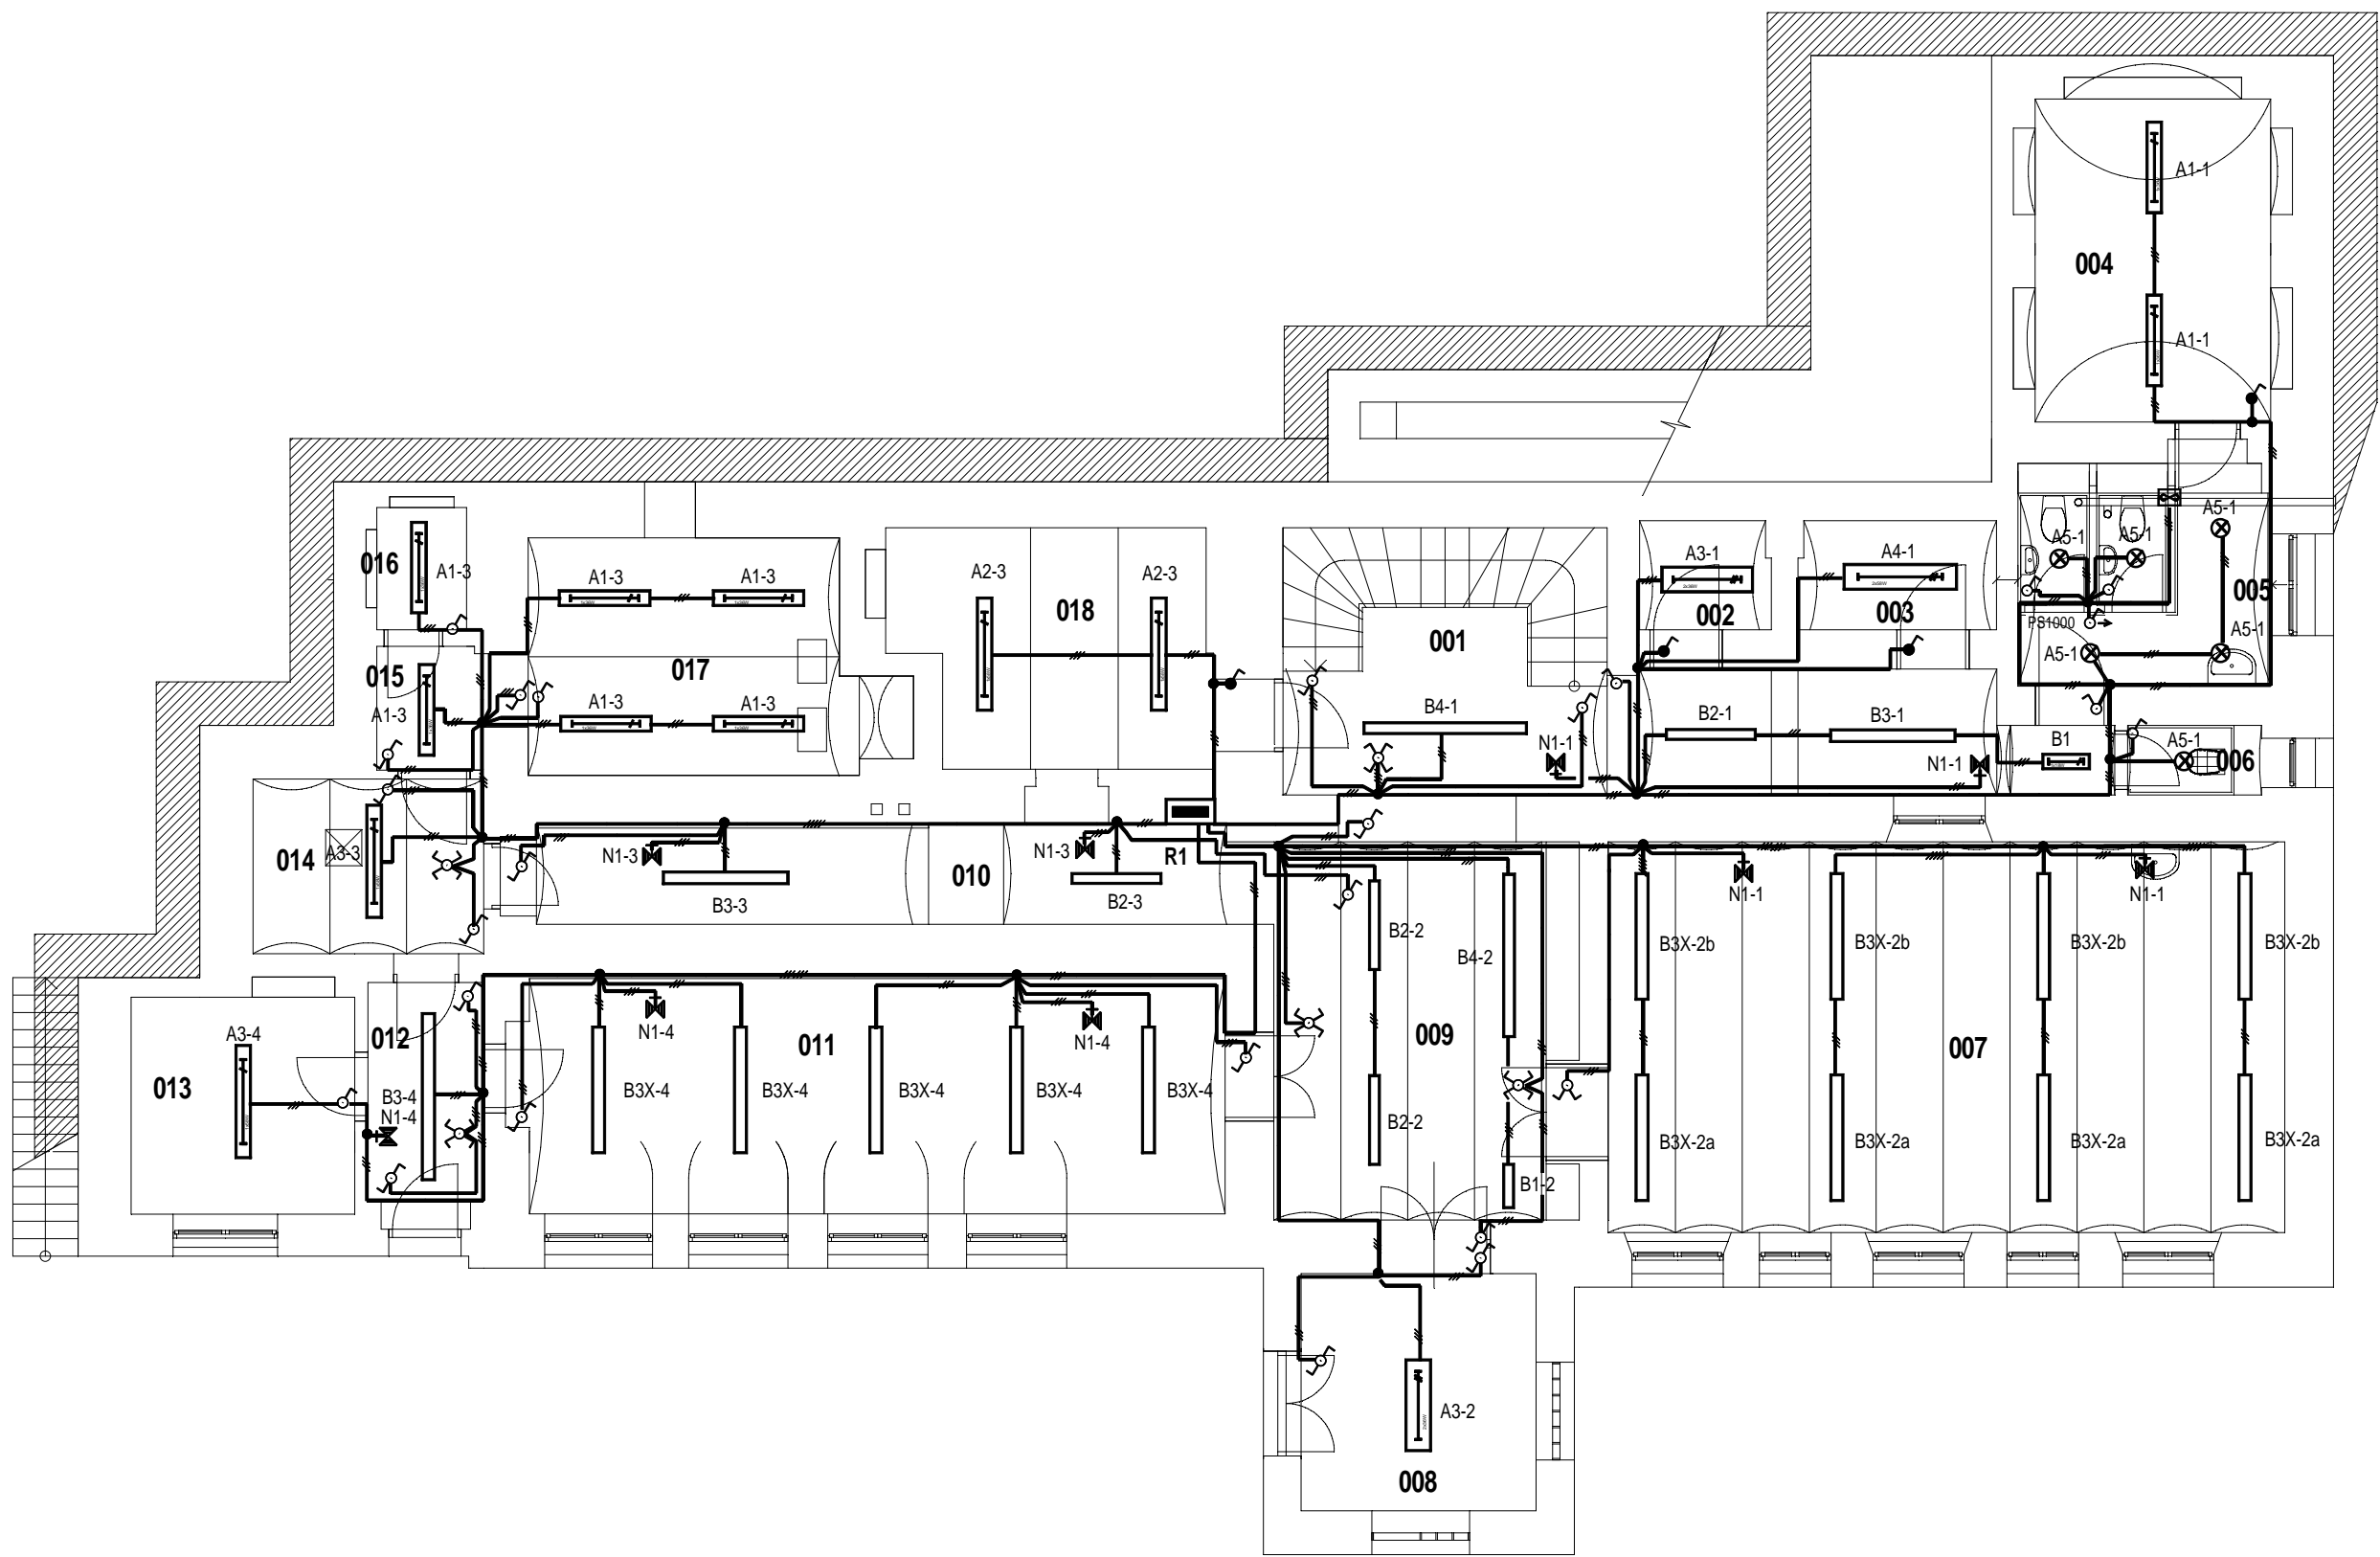 A1-1
004
A1-1
A5-1
A5-1
A5-1
005
PS1000
A5-1
A5-1
A3-1
A4-1
002
003
016
A1-3
A1-3
A1-3
A2-3
018
A2-3
001
015
017
A1-3
A1-3
A1-3
B4-1
N1-1
B2-1
B3-1
N1-1
B1
A5-1
006
014
A3-3
N1-3
B3-3
010
N1-3
R1
B2-3
B2-2
B4-2
N1-1
N1-1
B3X-2b
B3X-2b
B3X-2b
B3X-2b
A3-4
013
012
N1-4
011
N1-4
009
007
B3-4
N1-4
B3X-4
B3X-4
B3X-4
B3X-4
B3X-4
B2-2
B3X-2a
B3X-2a
B3X-2a
B3X-2a
B1-2
A3-2
008